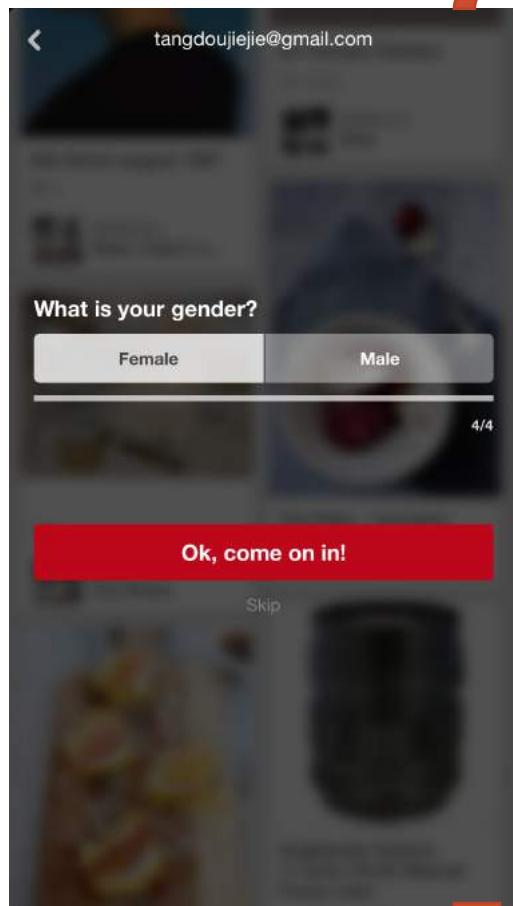 tangdoujiejie@gmail.com
What is your gender?
Female Male
4/4
Ok, come on in!
Skip